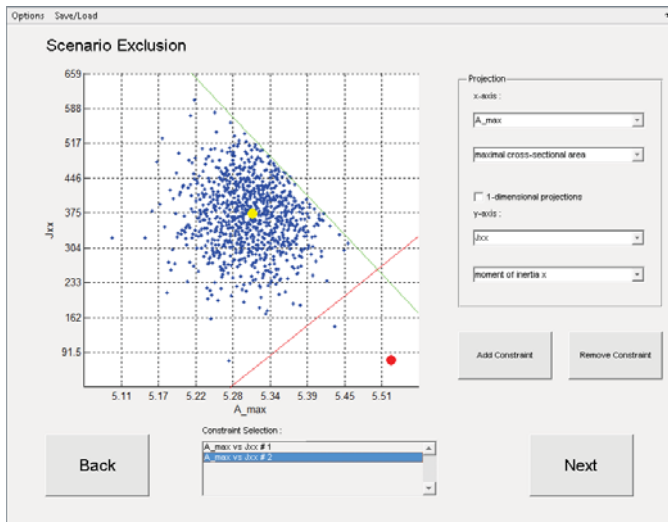 Options Save/Load
Scenario Exclusion
659
588
517
446
375
304
233
162
91.5
Jxx
5.11 5.17 5.22 5.28 5.34 5.39 5.45 5.51
A_max
Projection
x-axis :
A_max
maximal cross-sectional area
1-dimensional projections
y-axis :
Jxx
moment of inertia x
Add Constraint Remove Constraint
Constraint Selection :
A_max vs Jxx # 1
A_max vs Jxx # 2
Back
Next